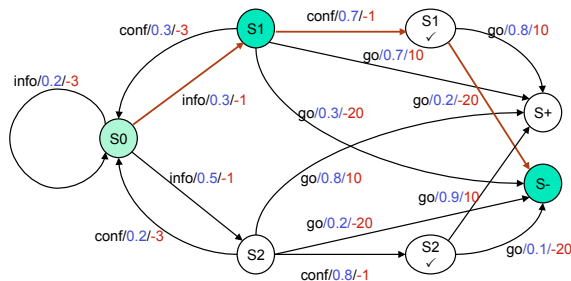 conf/0.7/-1
S1
S1
✓
conf/0.3/-3
go/0.8/10
go/0.7/10
info/0.2/-3
info/0.3/-1
go/0.3/-20
go/0.2/-20
S+
S0
info/0.5/-1
go/0.8/10
S-
go/0.9/10
conf/0.2/-3
go/0.2/-20
S2
S2
✓
go/0.1/-20
conf/0.8/-1